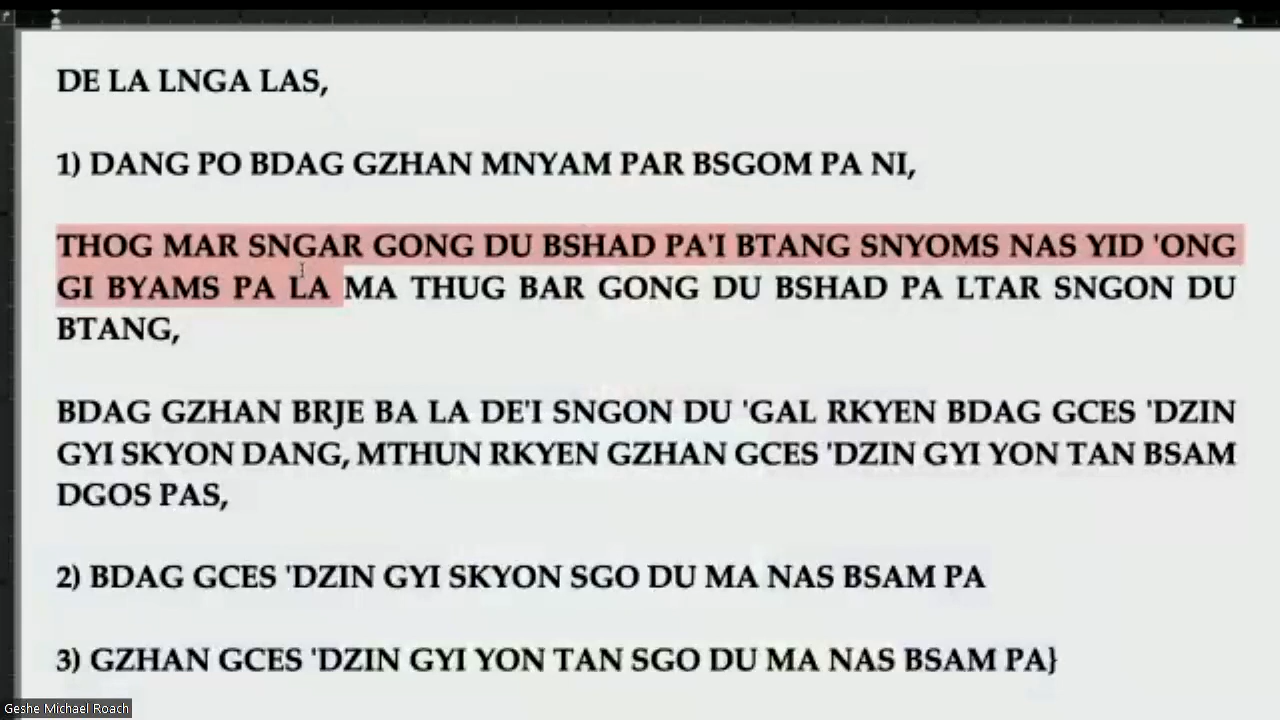 DE LA LNGA LAS,
1) DANG PO BDAG GZHAN MNYAM PAR BSGOM PA NI,
THOG MAR SNGAR GONG DU BSHAD PA'I BTANG SNYOMS NAS YID 'ONG
GI BYAMS PA LA MA THUG BAR GONG DU BSHAD PA LTAR SNGON DU
BTANG,
BDAG GZHAN BRJE BA LA DE'I SNGON DU 'GAL RKYEN BDAG GCES 'DZIN
GYI SKYON DANG, MTHUN RKYEN GZHAN GCES 'DZIN GYI YON TAN BSAM
DGOS PAS,
2) BDAG GCES 'DZIN GYI SKYON SGO DU MA NAS BSAM PA
3) GZHAN GCES 'DZIN GYI YON TAN SGO DU MA NAS BSAM PA}
Geshe Michael Roach